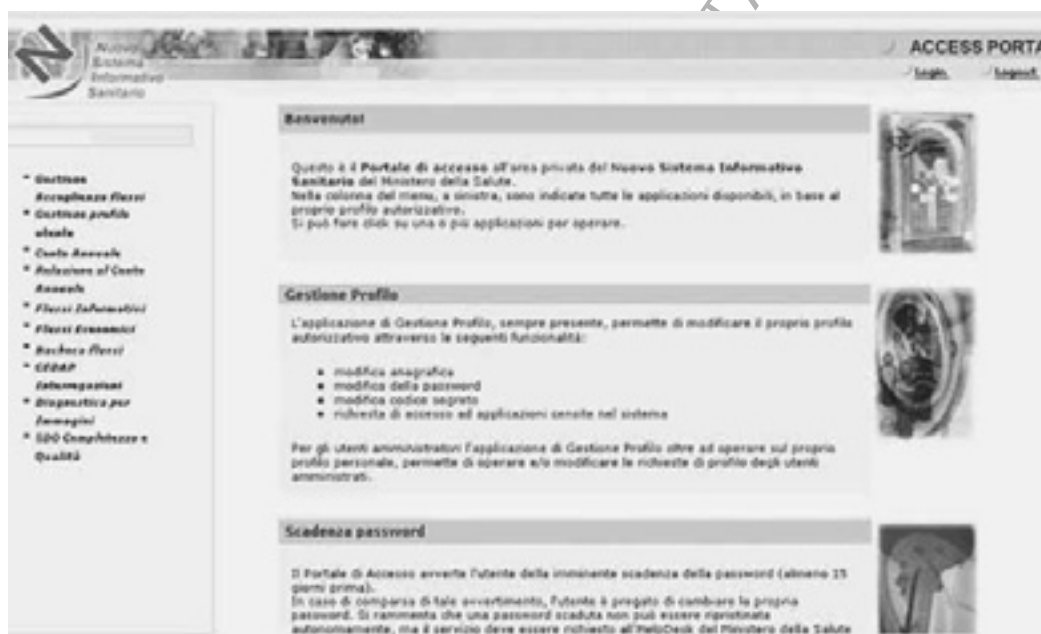 Nuovo
Sistema
Informativo
Sanitario
ACCESS PORTA
Login
Logout
Gestione
Accoglienza flussi
Gestione profilo
utente
Conto Annuale
Relazione al Conto
Annuale
Flussi Informativi
Flussi Economici
Bacheca flussi
CEDAP
Interrogazioni
Diagnostica per
Immagini
SDO Completezza e
Qualità
Benvenuto!
Questo è il Portale di accesso all'area privata del Nuovo Sistema Informativo
Sanitario del Ministero della Salute.
Nella colonna del menu, a sinistra, sono indicate tutte le applicazioni disponibili, in base al
proprio profilo autorizzativo.
Si può fare click su una o più applicazioni per operare.
Gestione Profilo
L'applicazione di Gestione Profilo, sempre presente, permette di modificare il proprio profilo
autorizzativo attraverso le seguenti funzionalità:
• modifica anagrafica
• modifica della password
• modifica codice segreto
• richiesta di accesso ad applicazioni censite nel sistema
Per gli utenti amministratori l'applicazione di Gestione Profilo oltre ad operare sul proprio
profilo personale, permette di operare e/o modificare le richieste di profilo degli utenti
amministrati.
Scadenza password
Il Portale di Accesso avverte l'utente della imminente scadenza della password (almeno 15
giorni prima).
In caso di comparsa di tale avvertimento, l'utente è pregato di cambiare la propria
password. Si rammenta che una password scaduta non può essere ripristinata
autonomamente, ma il servizio deve essere richiesto all'HelpDesk del Ministero della Salute